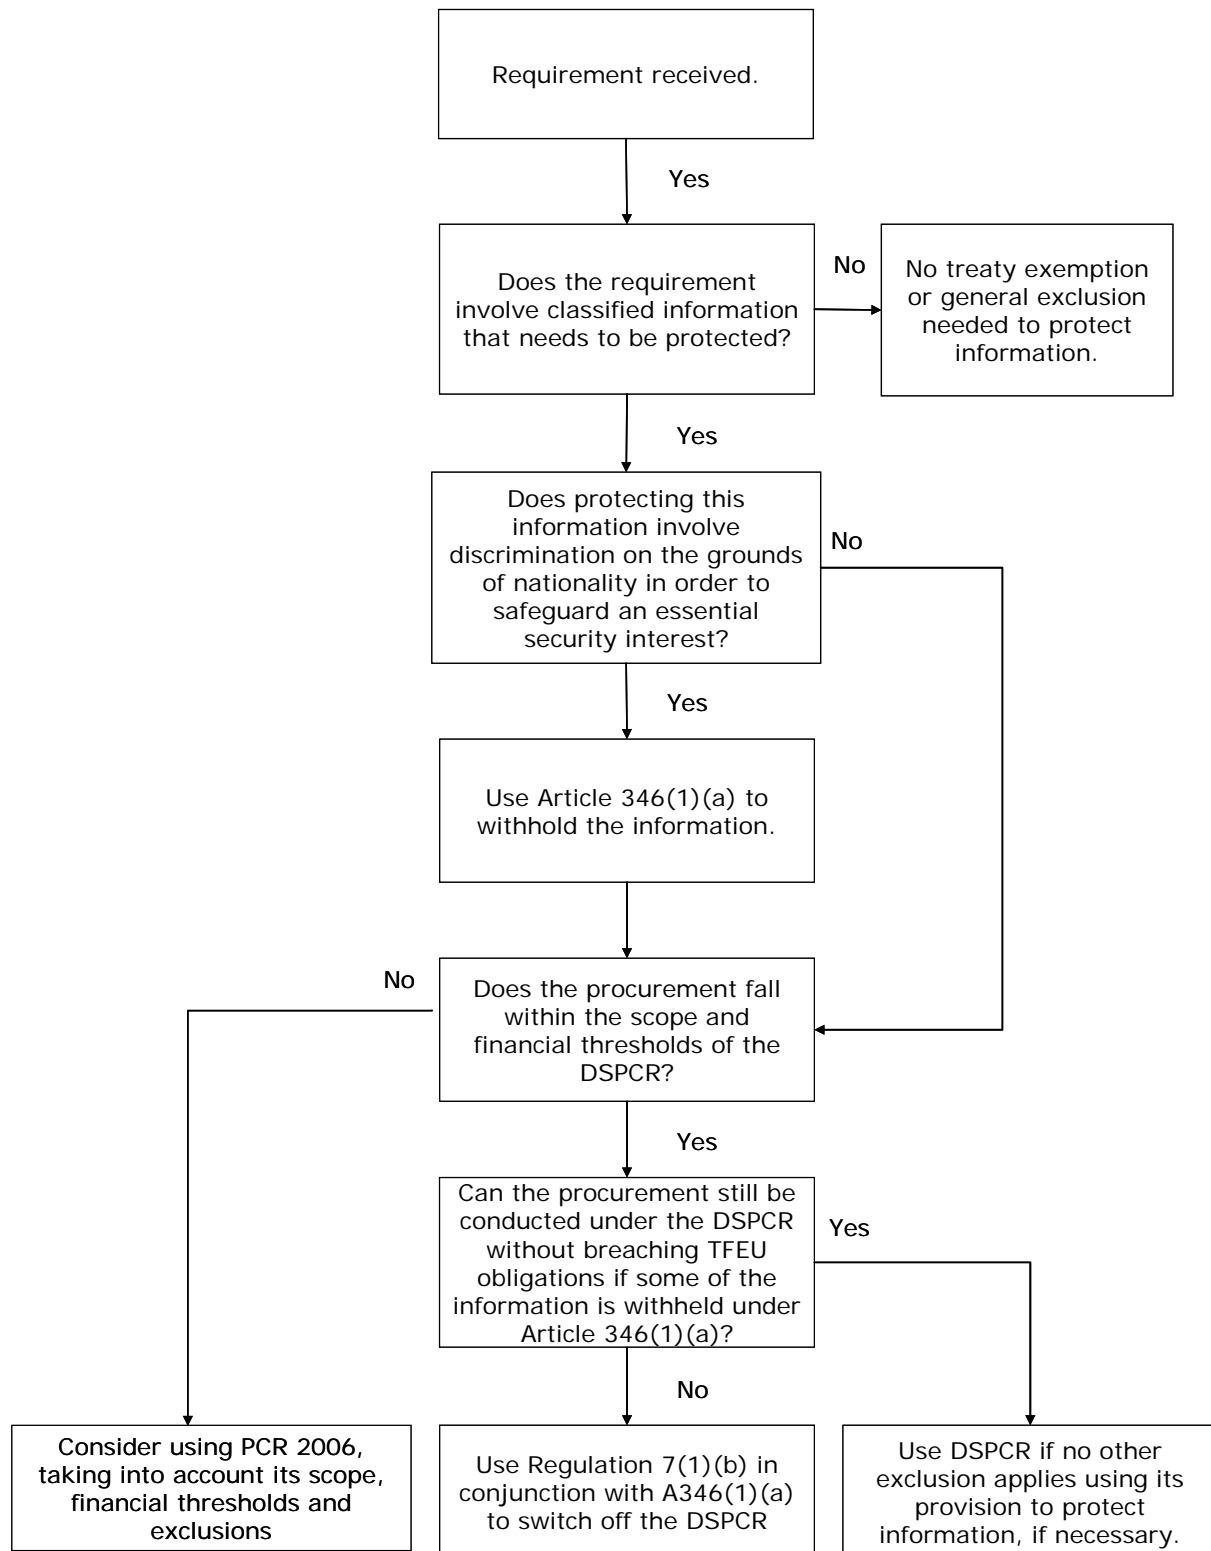 Requirement received.
Yes
Does the requirement
involve classified information
that needs to be protected?
No
No treaty exemption
or general exclusion
needed to protect
information.
Yes
Does protecting this
information involve
discrimination on the grounds
of nationality in order to
safeguard an essential
security interest?
No
Yes
Use Article 346(1)(a) to
withhold the information.
No
Does the procurement fall
within the scope and
financial thresholds of the
DSPCR?
Yes
Can the procurement still be
conducted under the DSPCR
without breaching TFEU
obligations if some of the
information is withheld under
Article 346(1)(a)?
Yes
No
Consider using PCR 2006,
taking into account its scope,
financial thresholds and
exclusions
Use Regulation 7(1)(b) in
conjunction with A346(1)(a)
to switch off the DSPCR
Use DSPCR if no other
exclusion applies using its
provision to protect
information, if necessary.